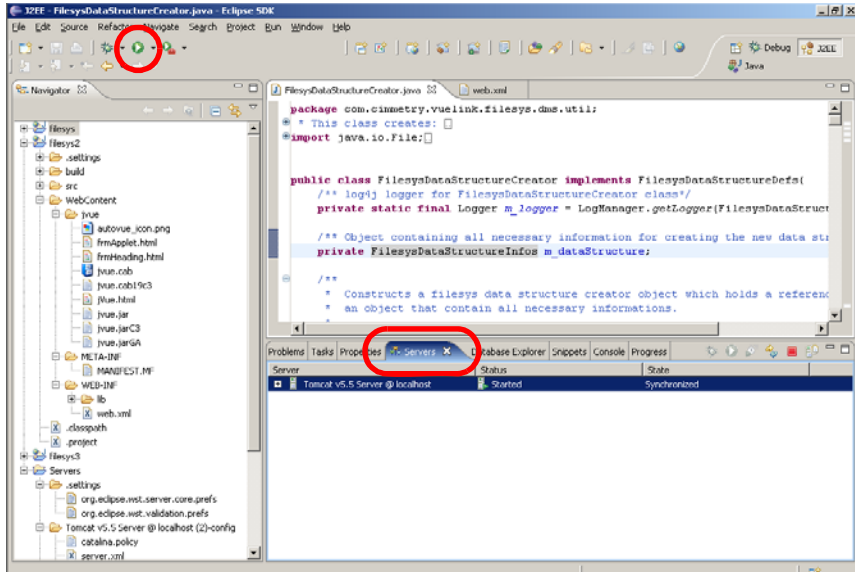 J2EE - FilesysDataStructureCreator.java - Eclipse SDK
File Edit Source Refactor Navigate Search Project Run Window Help
Debug J2EE
Java
Navigator
filesys
filesys2
.settings
build
src
WebContent
jvue
autovue_icon.png
frmApplet.html
frmHeading.html
jvue.cab
jvue.cab19c3
jVue.html
jvue.jar
jvue.jarC3
jvue.jarGA
META-INF
MANIFEST.MF
WEB-INF
lib
web.xml
.classpath
.project
filesys3
Servers
.settings
org.eclipse.wst.server.core.prefs
org.eclipse.wst.validation.prefs
Tomcat v5.5 Server @ localhost (2)-config
catalina.policy
server.xml
FilesysDataStructureCreator.java web.xml
package com.cimmetry.vuelink.filesys.dms.util;
* This class creates:
import java.io.File;
public class FilesysDataStructureCreator implements FilesysDataStructureDefs{
/** log4j logger for FilesysDataStructureCreator class*/
private static final Logger m_logger = LogManager.getLogger(FilesysDataStruct
/** Object containing all necessary information for creating the new data str
private FilesysDataStructureInfos m_dataStructure;
/**
* Constructs a filesys data structure creator object which holds a referenc
* an object that contain all necessary informations.
Problems Tasks Properties Servers Database Explorer Snippets Console Progress
Server Status State
Tomcat v5.5 Server @ localhost Started Synchronized